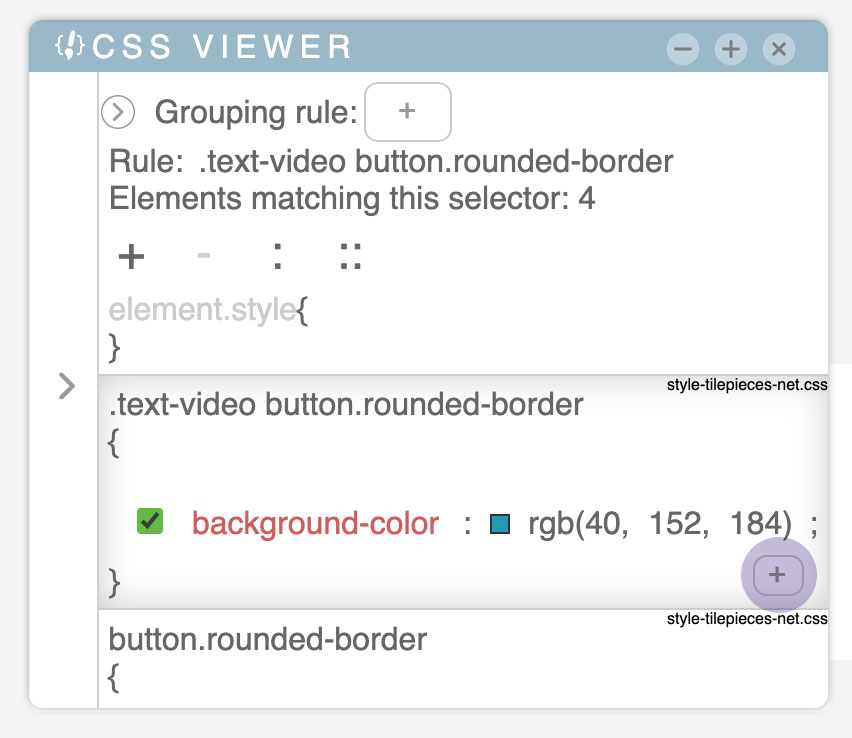 CSS VIEWER
Grouping rule: +
Rule: .text-video button.rounded-border
Elements matching this selector: 4
+ - : ::
element.style{
}
style-tilepieces-net.css
.text-video button.rounded-border
{
background-color : rgb(40, 152, 184) ;
+
}
style-tilepieces-net.css
button.rounded-border
{